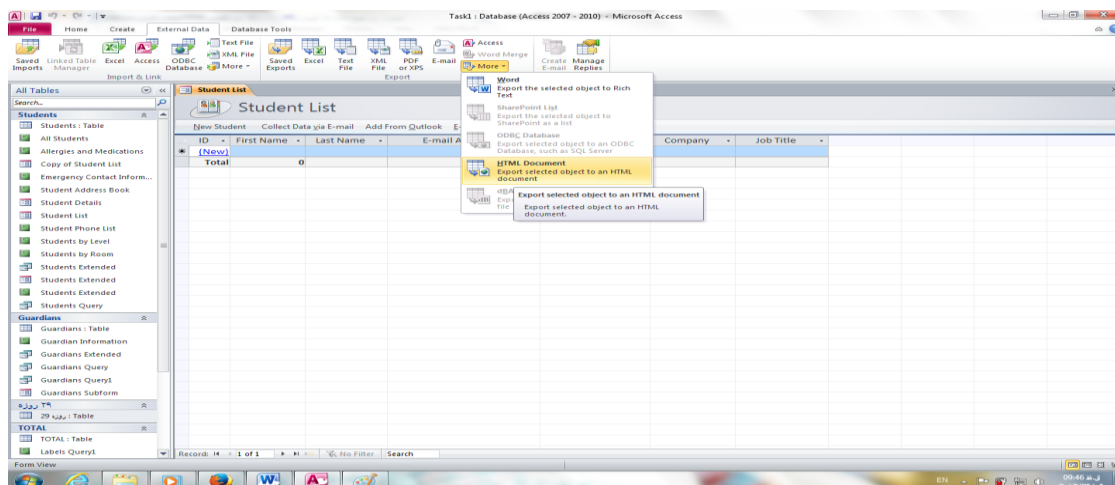 Task1 : Database (Access 2007 - 2010) - Microsoft Access
File Home Create External Data Database Tools
Saved Imports
Linked Table Manager
Excel
Access
ODBC Database
Text File
XML File
More
Import & Link
Saved Exports
Excel
Text File
XML File
PDF or XPS
E-mail
Access
Word Merge
More
Export
Create E-mail
Manage Replies
Word
Export the selected object to Rich Text
SharePoint List
Export the selected object to SharePoint as a list
ODBC Database
Export selected object to an ODBC Database, such as SQL Server
HTML Document
Export selected object to an HTML document
Export selected object to an HTML document
Export selected object to an HTML
document.
All Tables
Search...
Students
Students : Table
All Students
Allergies and Medications
Copy of Student List
Emergency Contact Inform...
Student Address Book
Student Details
Student List
Student Phone List
Students by Level
Students by Room
Students Extended
Students Extended
Students Extended
Students Query
Guardians
Guardians : Table
Guardian Information
Guardians Extended
Guardians Query
Guardians Query1
Guardians Subform
۲۹ روزه
29 روزه : Table
TOTAL
TOTAL : Table
Labels Query1
Student List
Student List
New Student Collect Data via E-mail Add From Outlook
ID First Name Last Name E-mail A Company Job Title
(New)
Total 0
Record: 1 of 1 No Filter Search
Form View
EN 09:46 ق.ظ